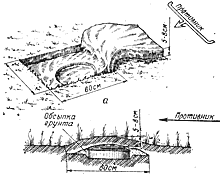 Противник
5-8см
60см
а
Обсыпка
грунта
5-8см
Противник
60см